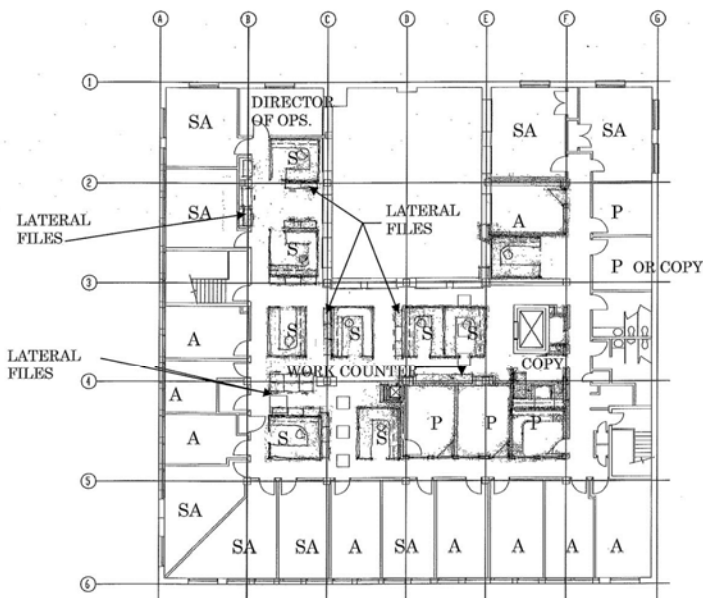 A B C D E F G
1
DIRECTOR
OF OPS.
SA
SA
SA
S
2
SA
A
P
LATERAL
FILES
LATERAL
FILES
S
P OR COPY
3
A
S
S
S
S
LATERAL
FILES
WORK COUNTER
COPY
4
A
A
S
S
P
P
P
5
SA
SA
SA
A
SA
A
A
A
A
6